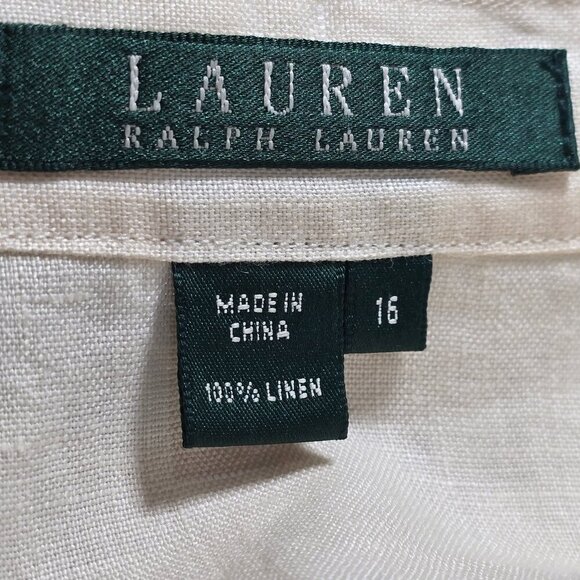 LAUREN
RALPH LAUREN
MADE IN
CHINA
100% LINEN
16